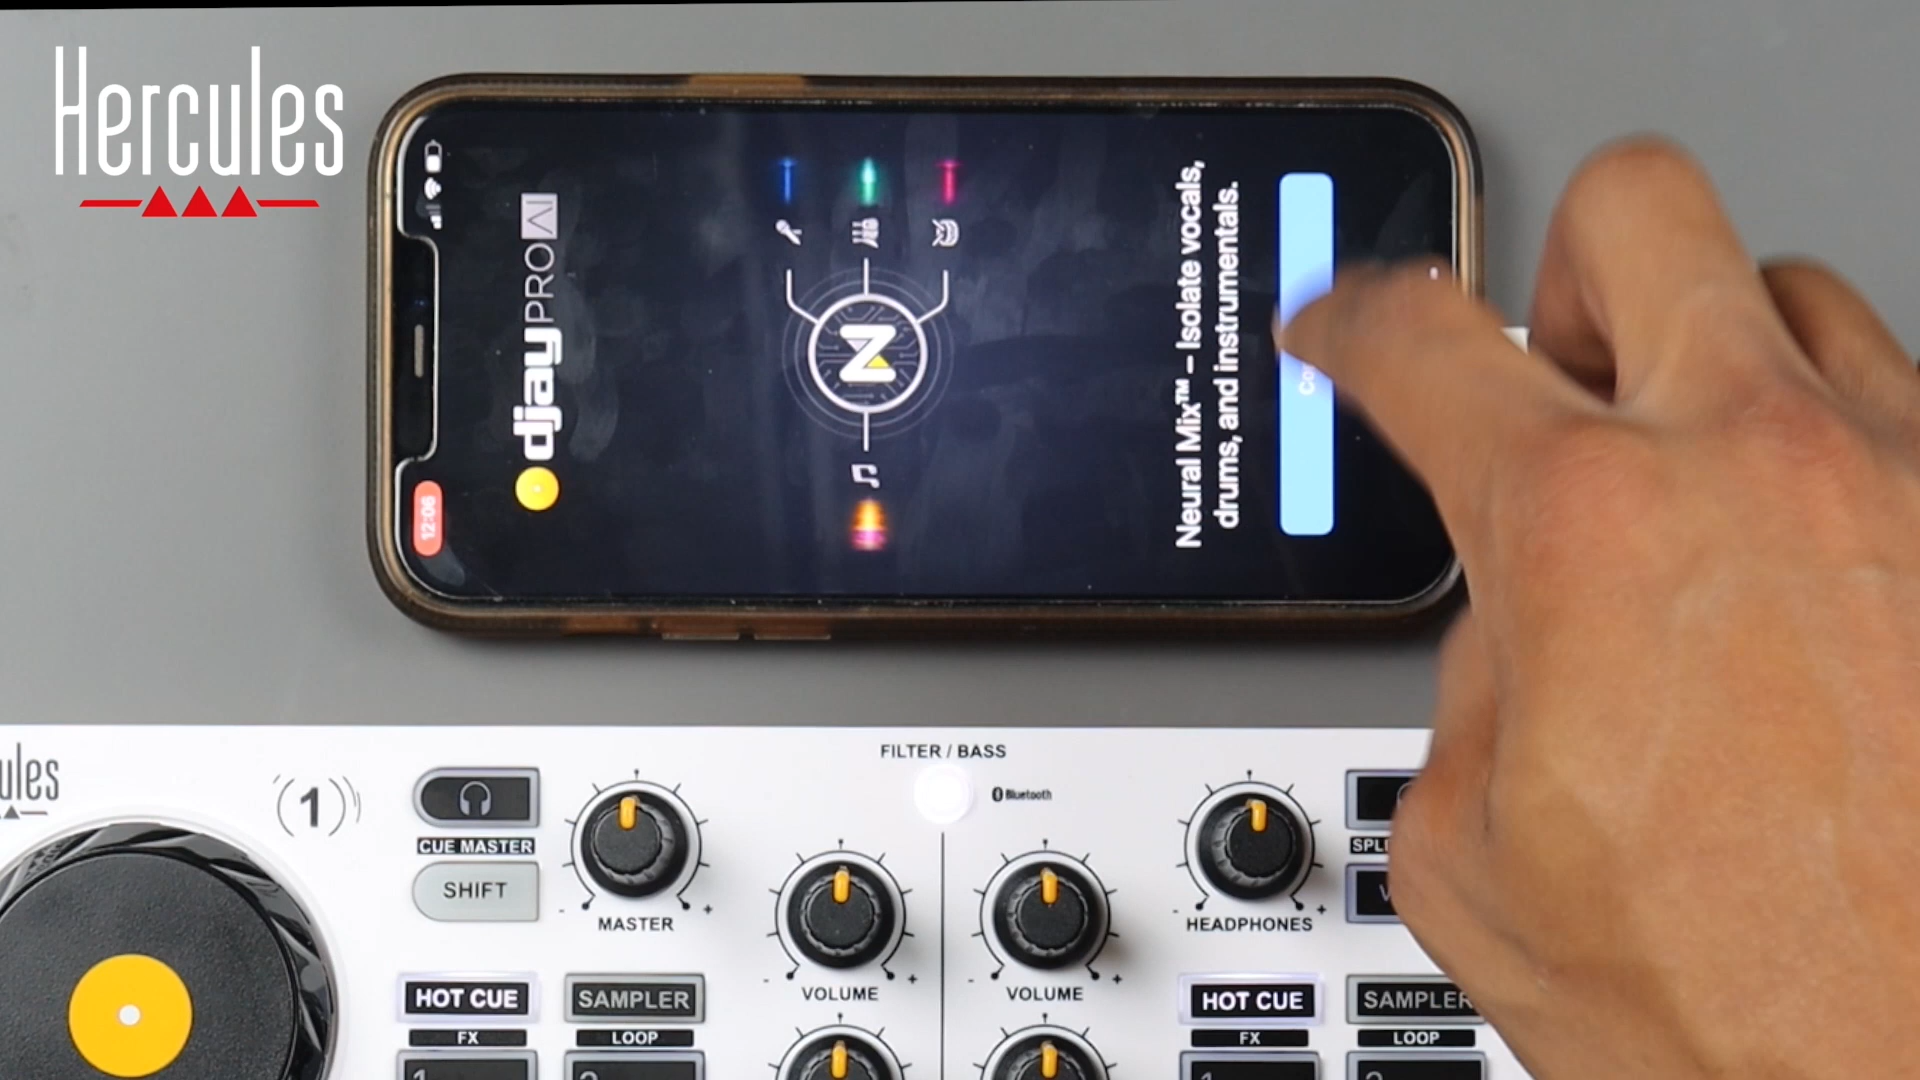 Hercules
12:06
djay PRO AI
Neural Mix™ – Isolate vocals,
drums, and instrumentals.
FILTER / BASS
Bluetooth
1
CUE MASTER
SHIFT
MASTER
HEADPHONES
VOLUME
VOLUME
HOT CUE
SAMPLER
HOT CUE
SAMPLER
FX
LOOP
FX
LOOP